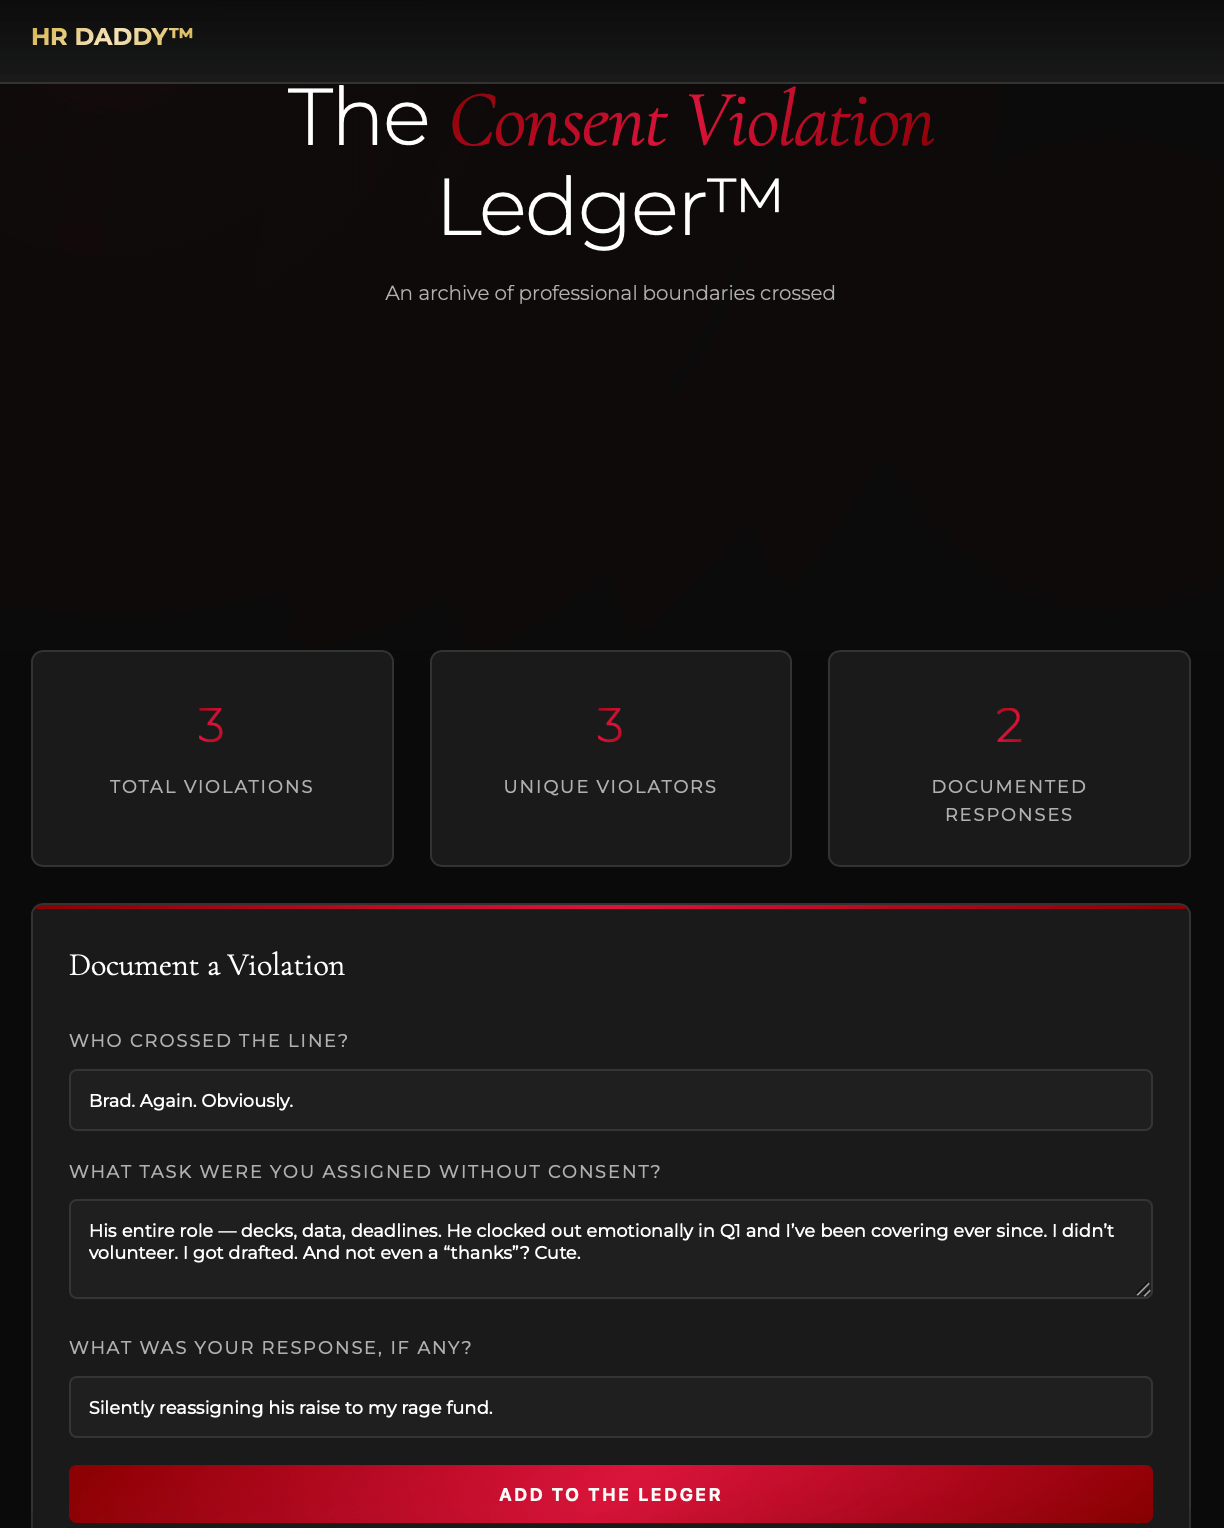 HR DADDY™
The Consent Violation
Ledger™
An archive of professional boundaries crossed
3
TOTAL VIOLATIONS
3
UNIQUE VIOLATORS
2
DOCUMENTED
RESPONSES
Document a Violation
WHO CROSSED THE LINE?
Brad. Again. Obviously.
WHAT TASK WERE YOU ASSIGNED WITHOUT CONSENT?
His entire role — decks, data, deadlines. He clocked out emotionally in Q1 and I’ve been covering ever since. I didn’t
volunteer. I got drafted. And not even a “thanks”? Cute.
WHAT WAS YOUR RESPONSE, IF ANY?
Silently reassigning his raise to my rage fund.
ADD TO THE LEDGER